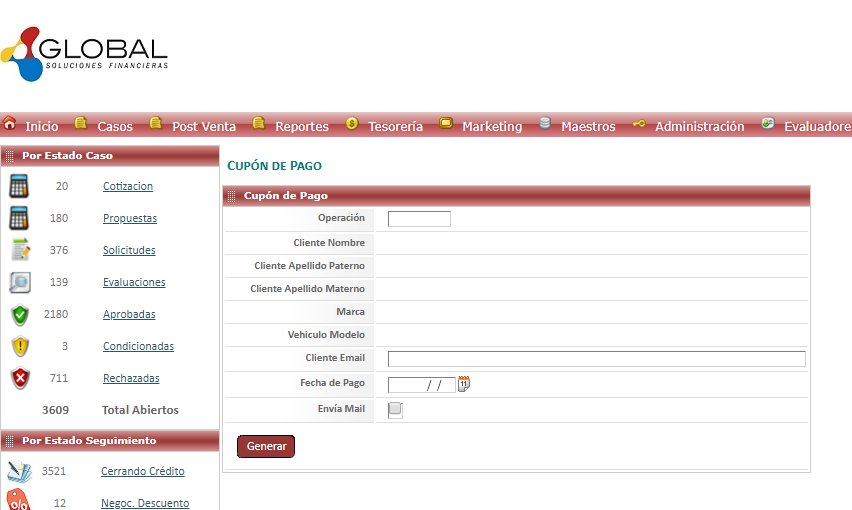 GLOBAL
SOLUCIONES FINANCIERAS
Inicio Casos Post Venta Reportes Tesorería Marketing Maestros Administración Evaluadore
Por Estado Caso
20 Cotizacion
180 Propuestas
376 Solicitudes
139 Evaluaciones
2180 Aprobadas
3 Condicionadas
711 Rechazadas
3609 Total Abiertos
Por Estado Seguimiento
3521 Cerrando Crédito
12 Negoc. Descuento
CUPÓN DE PAGO
Cupón de Pago
Operación
Cliente Nombre
Cliente Apellido Paterno
Cliente Apellido Materno
Marca
Vehiculo Modelo
Cliente Email
Fecha de Pago / / 11
Envía Mail
Generar